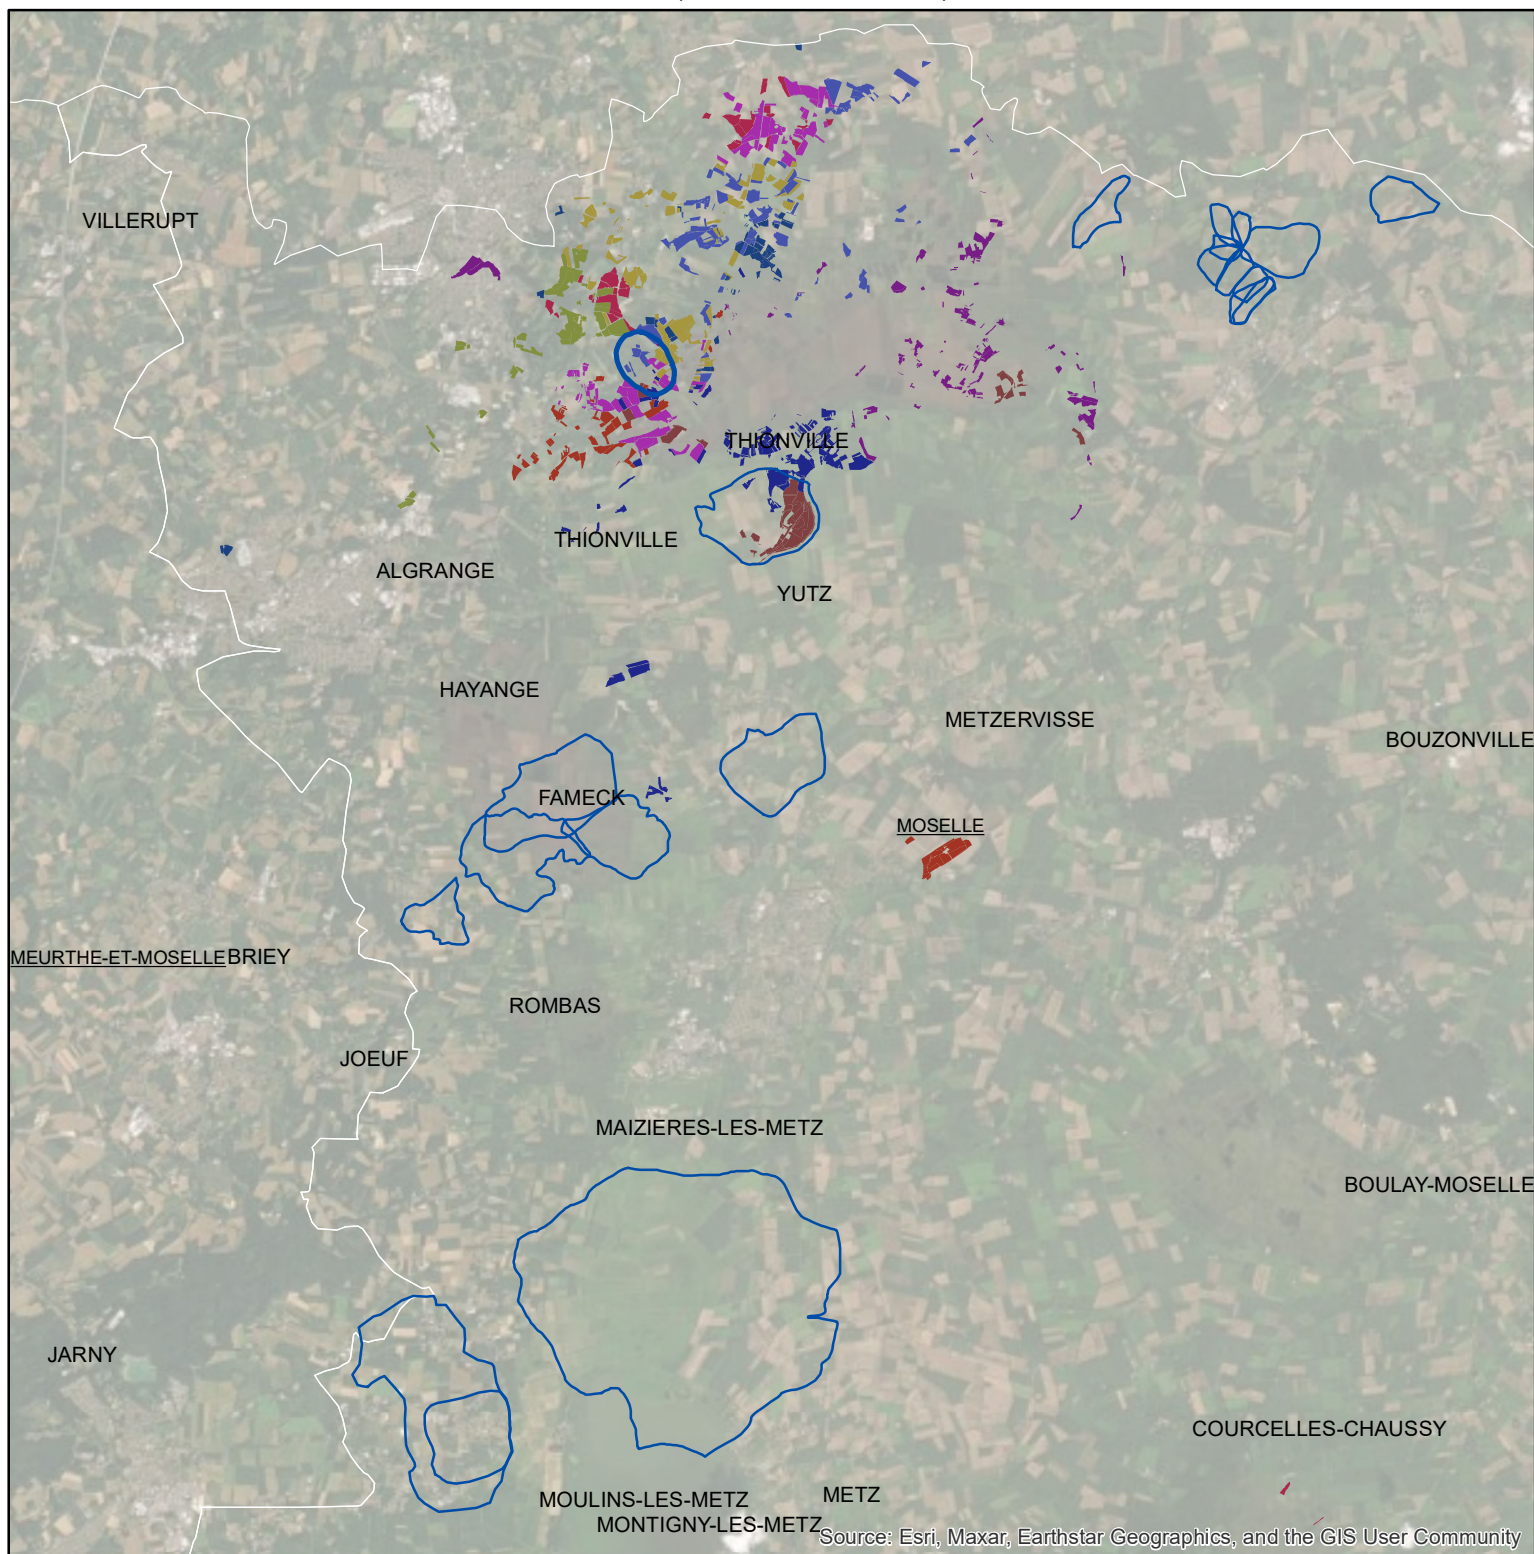 VILLERUPT
THIONVILLE
THIONVILLE
ALGRANGE
YUTZ
HAYANGE
METZERVISSE
BOUZONVILLE
FAMECK
MOSELLE
MEURTHE-ET-MOSELLE BRIEY
ROMBAS
JOEUF
MAIZIERES-LES-METZ
BOULAY-MOSELLE
JARNY
COURCELLES-CHAUSSY
METZ
MOULINS-LES-METZ
MONTIGNY-LES-METZ
Source: Esri, Maxar, Earthstar Geographics, and the GIS User Community